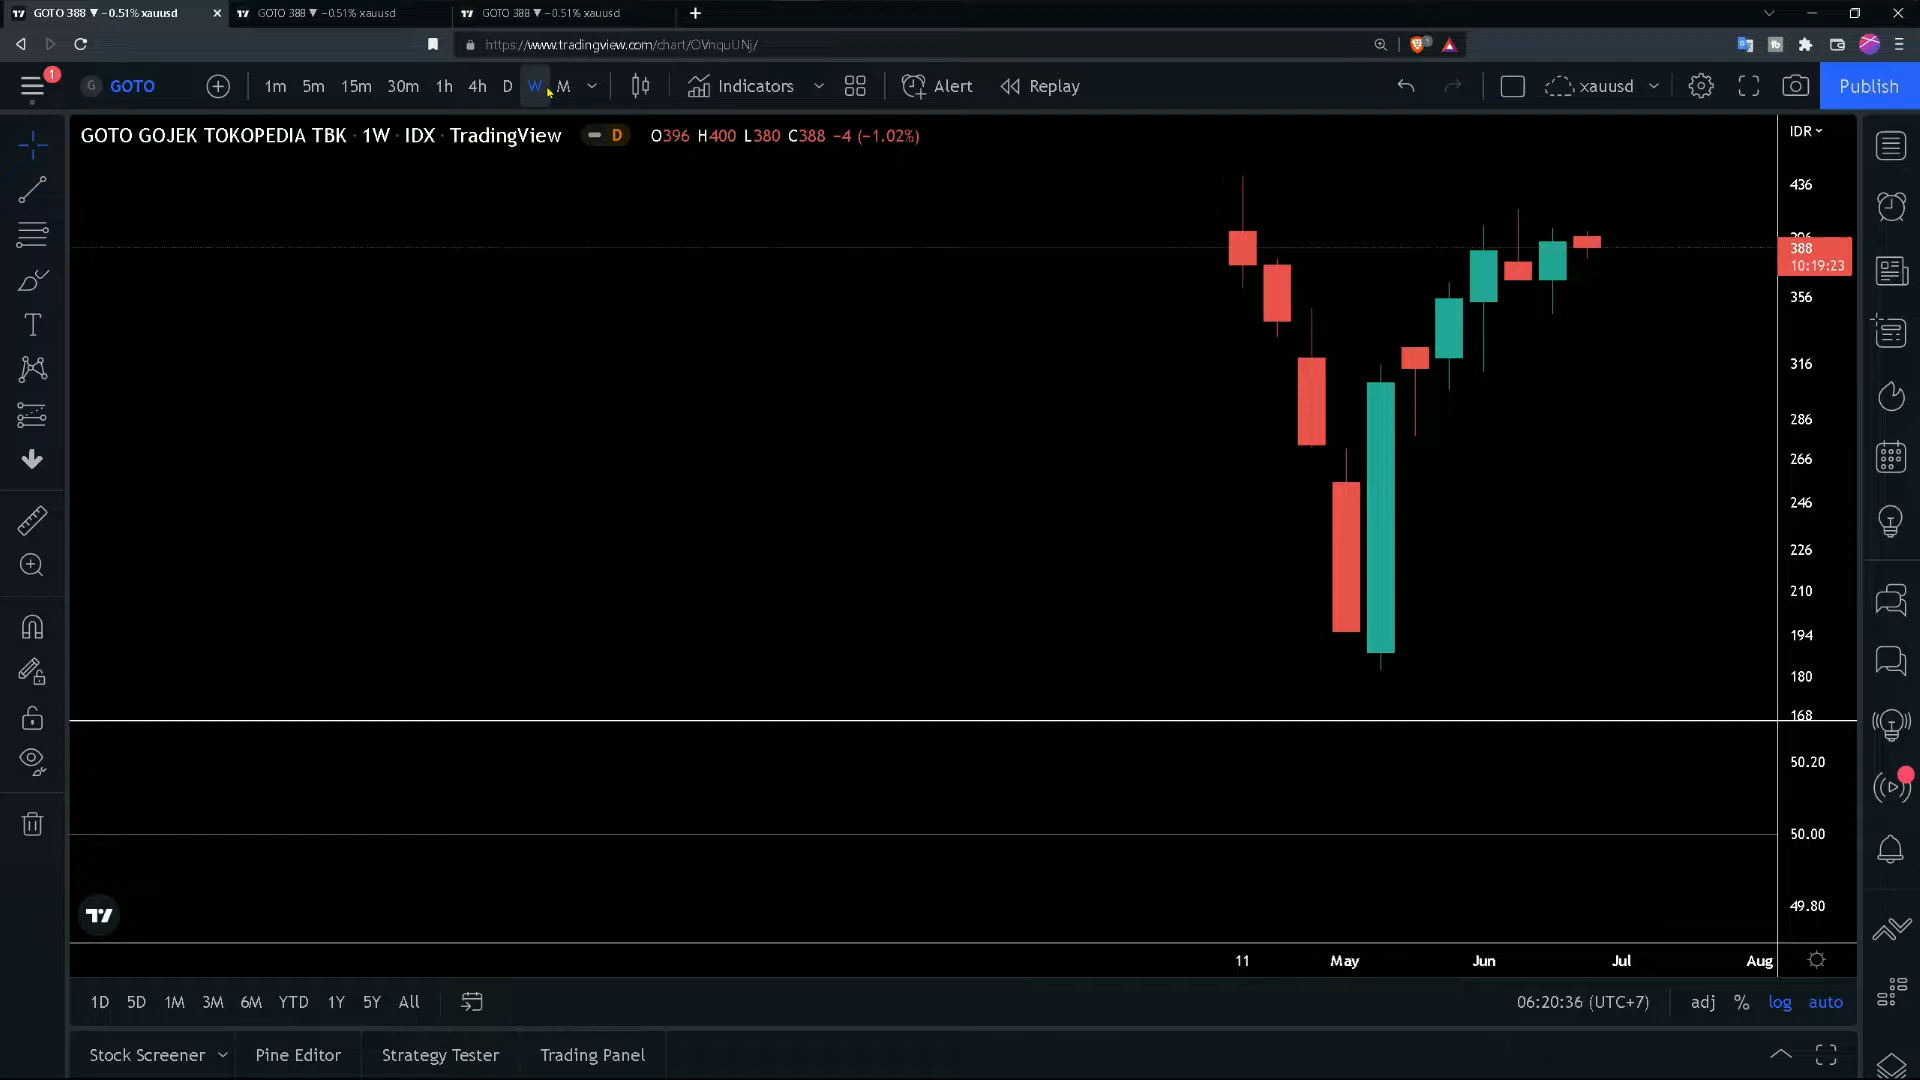 GOTO 388 ▼ −0.51% xauusd
GOTO 388 ▼ −0.51% xauusd
GOTO 388 ▼ −0.51% xauusd
https://www.tradingview.com/chart/OVnquUNj/
1
G GOTO 1m 5m 15m 30m 1h 4h D W M Indicators Alert Replay xauusd Publish
GOTO GOJEK TOKOPEDIA TBK · 1W · IDX · TradingView D O396 H400 L380 C388 −4 (−1.02%)
IDR
436
388
10:19:23
356
316
286
266
246
226
210
194
180
168
50.20
50.00
49.80
11 May Jun Jul Aug
1D 5D 1M 3M 6M YTD 1Y 5Y All 06:20:36 (UTC+7) adj % log auto
Stock Screener Pine Editor Strategy Tester Trading Panel